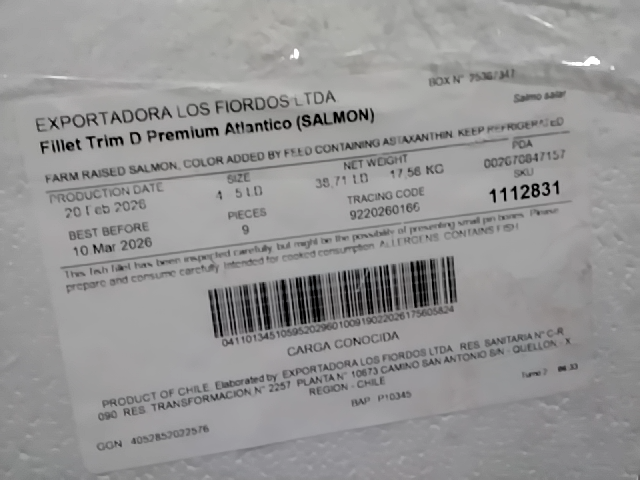 BOX N° 7536/347
EXPORTADORA LOS FIORDOS LTDA
Salmo salar
Fillet Trim D Premium Atlantico (SALMON)
FARM RAISED SALMON, COLOR ADDED BY FEED CONTAINING ASTAXANTHIN. KEEP REFRIGERATED
PRODUCTION DATE SIZE NET WEIGHT PDA
20 Feb 2026 4 5 LB 38,71 LB 17,56 KG 002670847157
BEST BEFORE PIECES TRACING CODE SKU
10 Mar 2026 9 9220260166 1112831
This fish fillet has been inspected carefully, but might be the possibility of presenting small pin bones. Please
prepare and consume carefully. Intended for cooked consumption. ALLERGENS: CONTAINS FISH
CARGA CONOCIDA
PRODUCT OF CHILE. Elaborated by: EXPORTADORA LOS FIORDOS LTDA. RES. SANITARIA N° C-R
090 RES. TRANSFORMACION N° 2257 PLANTA N° 10673 CAMINO SAN ANTONIO S/N - QUELLON - X
REGION - CHILE
BAP: P10345
GGN: 4052852022576